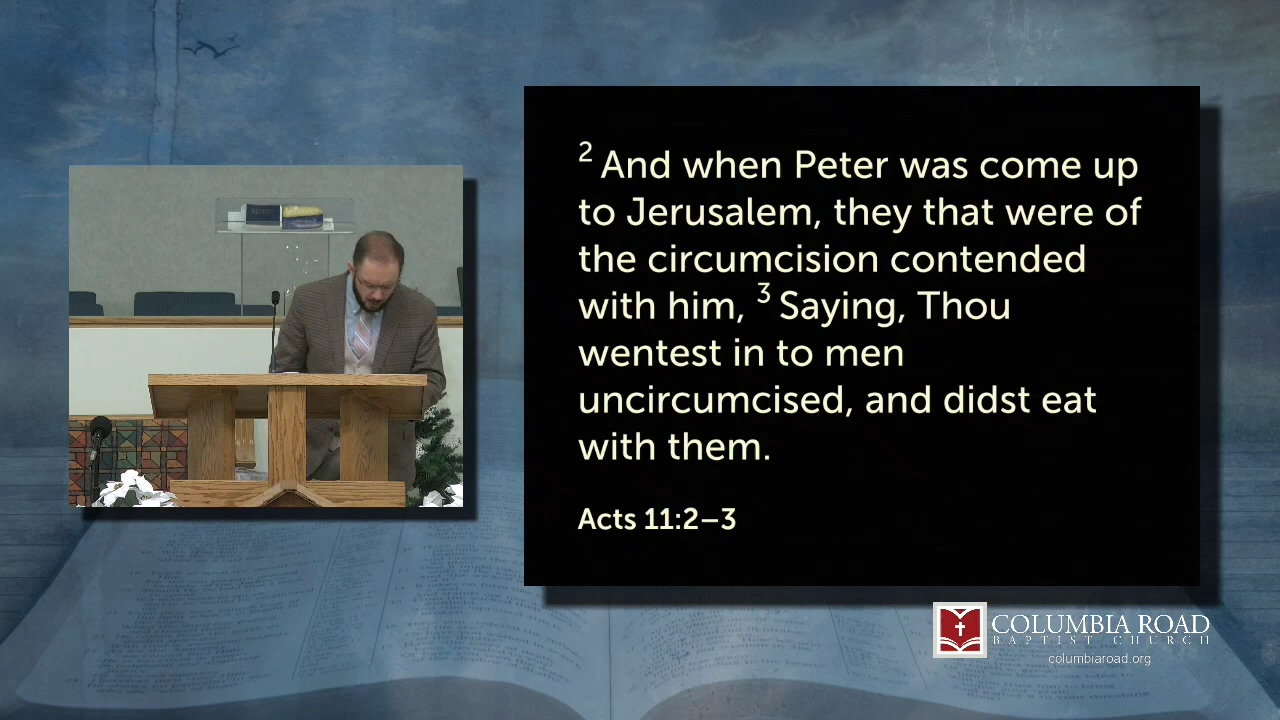 ² And when Peter was come up
to Jerusalem, they that were of
the circumcision contended
with him, ³ Saying, Thou
wentest in to men
uncircumcised, and didst eat
with them.
Acts 11:2–3
COLUMBIA ROAD
BAPTIST CHURCH
columbiaroad.org